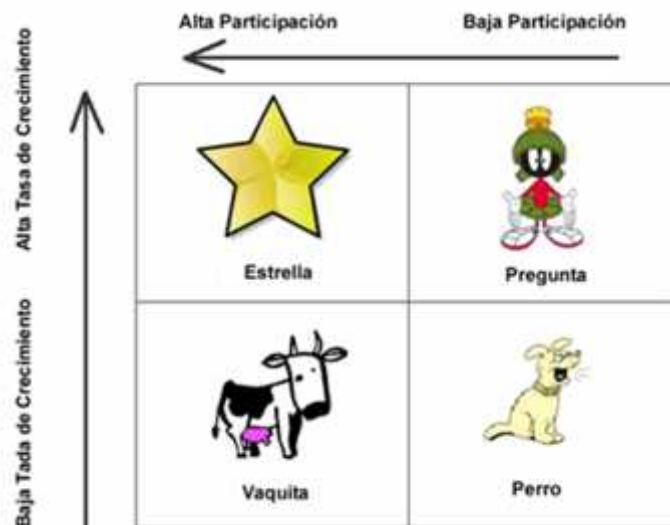 Alta Participación
Baja Participación
Alta Tasa de Crecimiento
Estrella
Pregunta
Baja Tada de Crecimiento
Vaquita
Perro